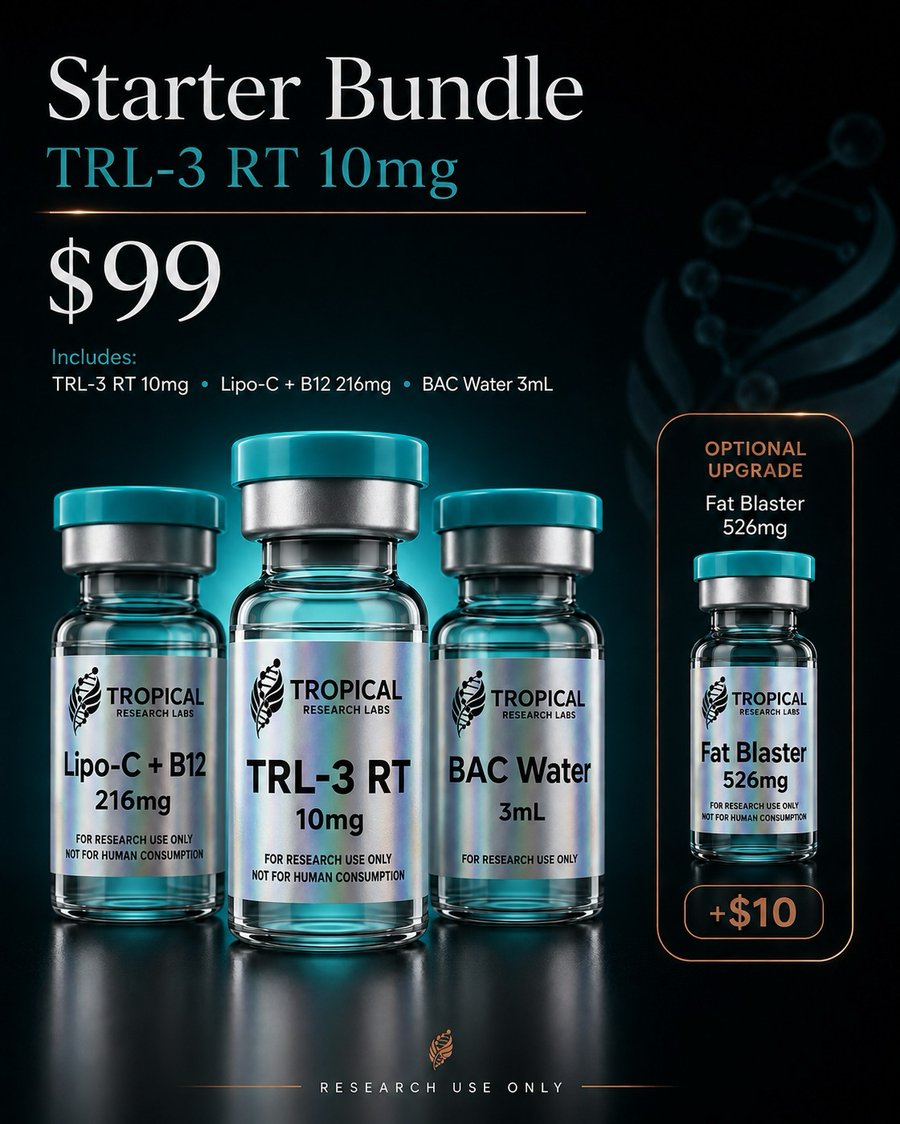 Starter Bundle
TRL-3 RT 10mg
$99
Includes:
TRL-3 RT 10mg • Lipo-C + B12 216mg • BAC Water 3mL
OPTIONAL
UPGRADE
Fat Blaster
526mg
TROPICAL
RESEARCH LABS
Lipo-C + B12
216mg
FOR RESEARCH USE ONLY
NOT FOR HUMAN CONSUMPTION
TROPICAL
RESEARCH LABS
TRL-3 RT
10mg
FOR RESEARCH USE ONLY
NOT FOR HUMAN CONSUMPTION
TROPICAL
RESEARCH LABS
BAC Water
3mL
FOR RESEARCH USE ONLY
TROPICAL
RESEARCH LABS
Fat Blaster
526mg
FOR RESEARCH USE ONLY
NOT FOR HUMAN CONSUMPTION
+$10
RESEARCH USE ONLY